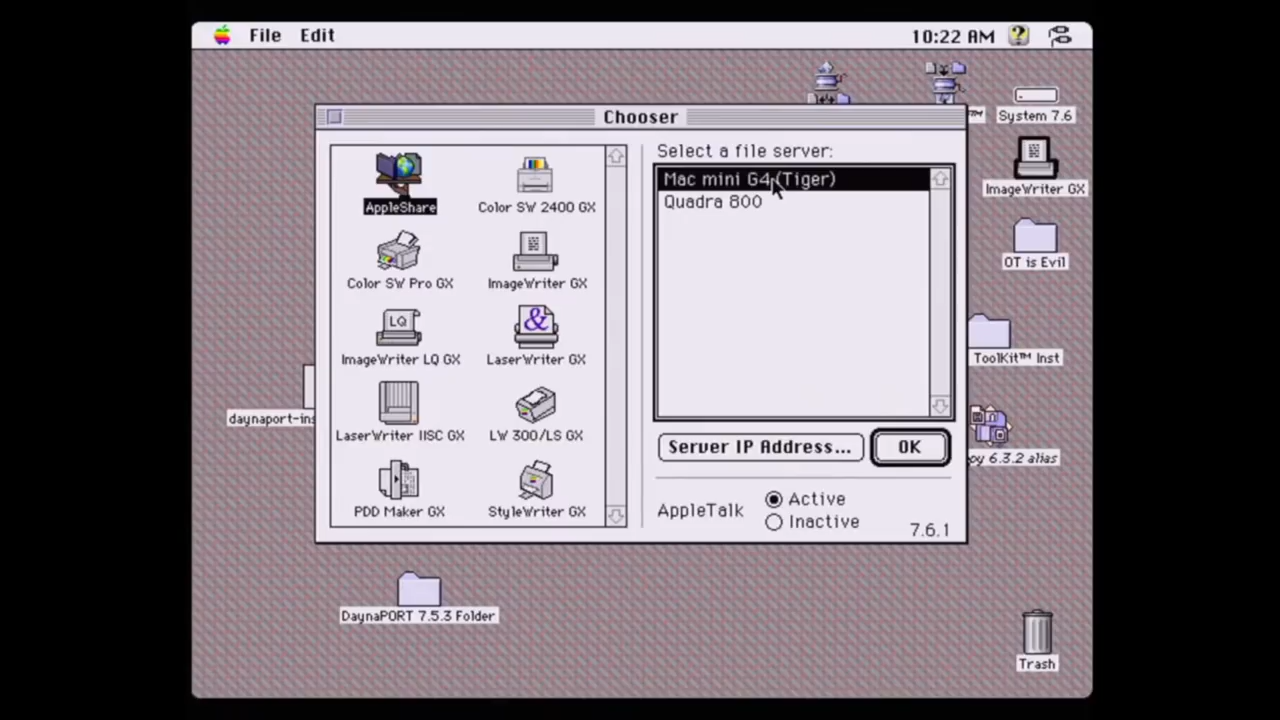 File Edit
10:22 AM
System 7.6
Chooser
ImageWriter GX
AppleShare
Color SW 2400 GX
Color SW Pro GX
ImageWriter GX
ImageWriter LQ GX
LaserWriter GX
LaserWriter IISC GX
LW 300/LS GX
PDD Maker GX
StyleWriter GX
Select a file server:
Mac mini G4 (Tiger)
Quadra 800
Server IP Address...
OK
AppleTalk
Active
Inactive
7.6.1
OT is Evil
ToolKit™ Inst
py 6.3.2 alias
daynaport-ins
DaynaPORT 7.5.3 Folder
Trash
LQ
&
?
™